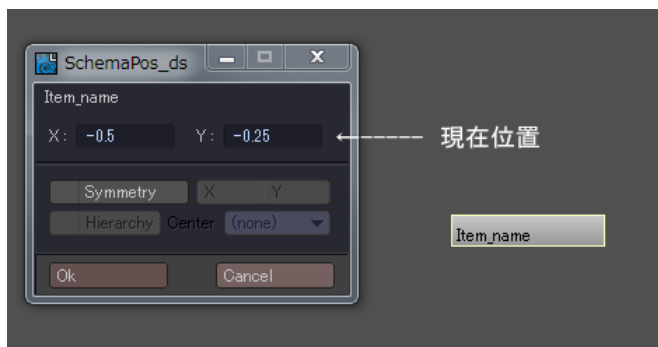 SchemaPos_ds
Item_name
X: -0.5 Y: -0.25 ←----- 現在位置
Symmetry X Y
Hierarchy Center (none)
Item_name
Ok Cancel